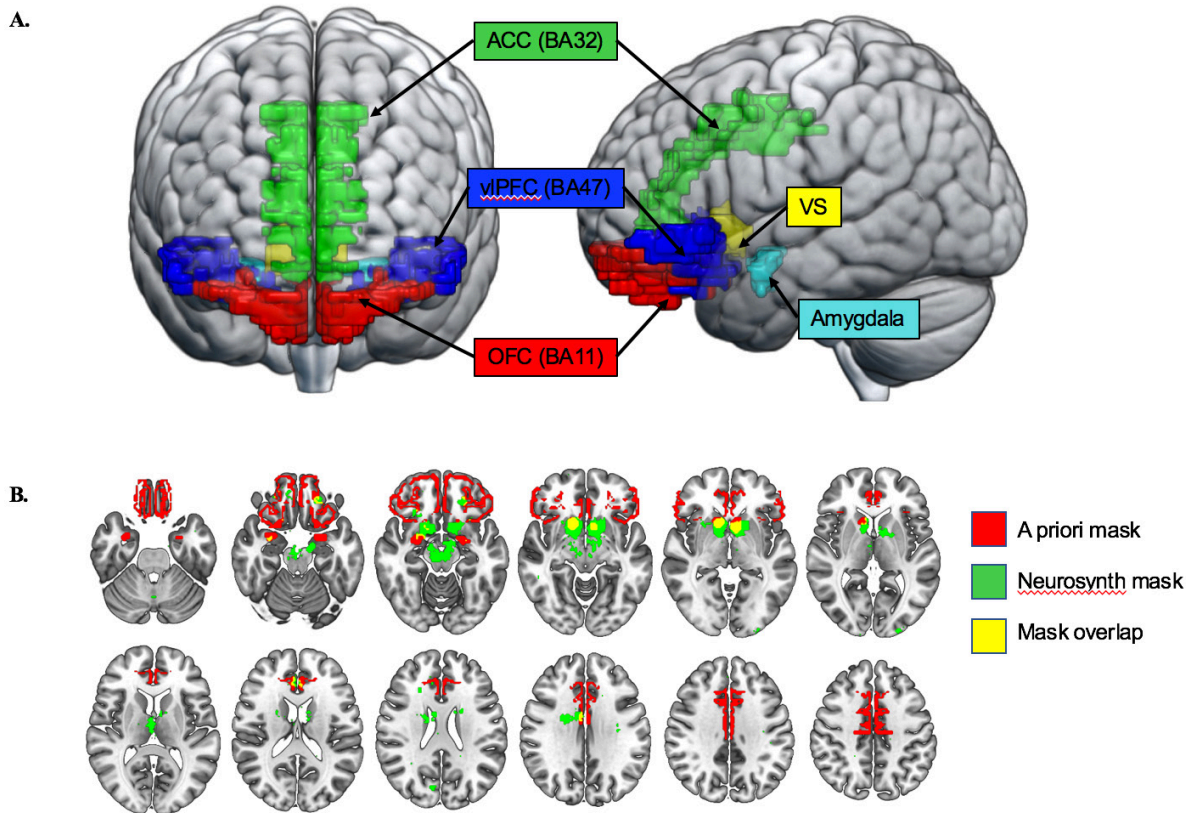 A.
ACC (BA32)
vlPFC (BA47)
VS
Amygdala
OFC (BA11)
B.
A priori mask
Neurosynth mask
Mask overlap